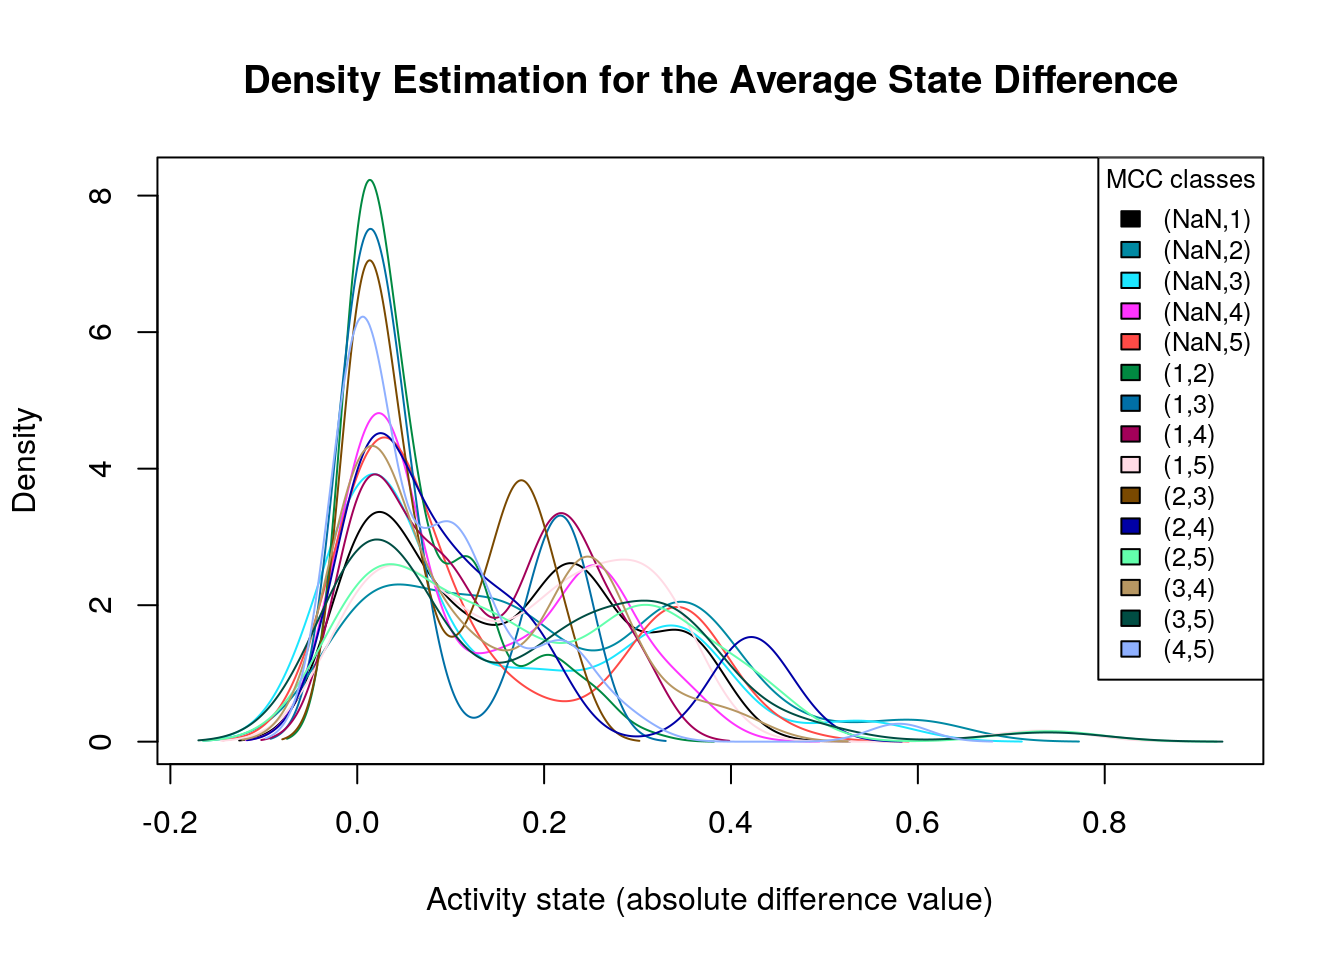 Density Estimation for the Average State Difference
MCC classes
(NaN,1)
(NaN,2)
(NaN,3)
(NaN,4)
(NaN,5)
(1,2)
(1,3)
(1,4)
(1,5)
(2,3)
(2,4)
(2,5)
(3,4)
(3,5)
(4,5)
Density
8
6
4
2
0
-0.2 0.0 0.2 0.4 0.6 0.8
Activity state (absolute difference value)